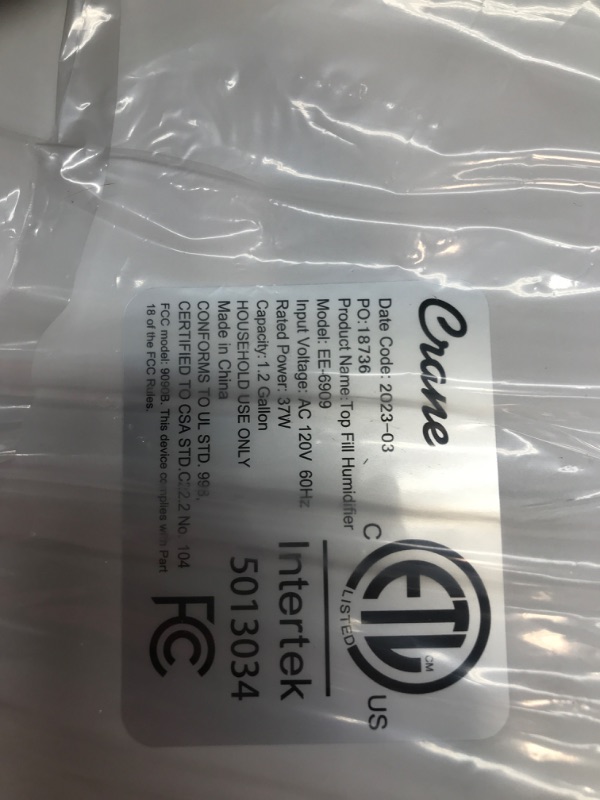 Crane
Date Code: 2023-03
PO:18736
Product Name:Top Fill Humidifier
Model: EE-6909
Input Voltage: AC 120V 60Hz
Rated Power: 37W
Capacity:1.2 Gallon
HOUSEHOLD USE ONLY
Made in China
CONFORMS TO UL STD. 998.
CERTIFIED TO CSA STD.C22.2 No. 104
FCC model: 9090B. This device complies with Part
18 of the FCC Rules.
C ETL CM US
LISTED
Intertek
5013034
FC